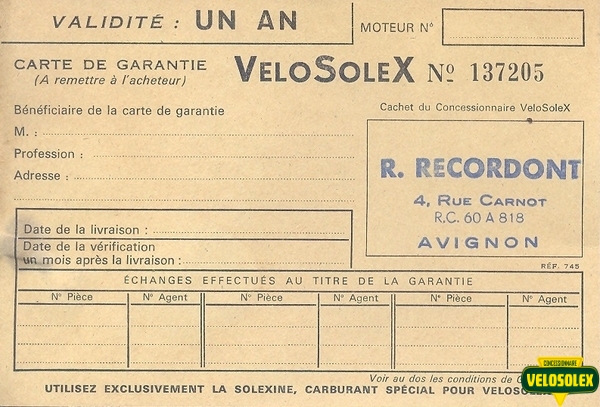 VALIDITÉ : UN AN
MOTEUR N°
CARTE DE GARANTIE
(A remettre à l'acheteur)
VELOSOLEX N° 137205
Bénéficiaire de la carte de garantie
Cachet du Concessionnaire VeloSoleX
M. :
Profession :
Adresse :
R. RECORDONT
4, RUE CARNOT
R.C. 60 A 818
AVIGNON
Date de la livraison :
Date de la vérification
un mois après la livraison :
RÉF. 745
ÉCHANGES EFFECTUÉS AU TITRE DE LA GARANTIE
N° Pièce N° Agent N° Pièce N° Agent N° Pièce N° Agent
Voir au dos les conditions de
UTILISEZ EXCLUSIVEMENT LA SOLEXINE, CARBURANT SPÉCIAL POUR
CONCESSIONNAIRE
VELOSOLEX